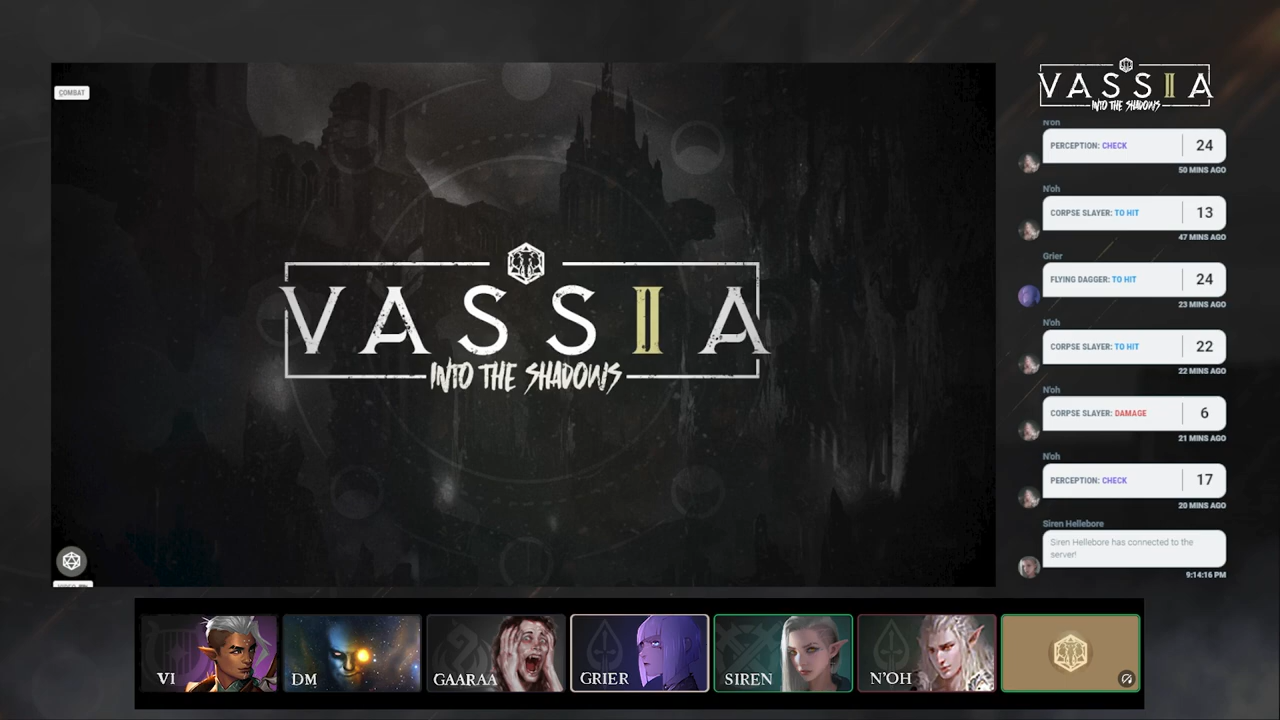 COMBAT
VASSIIA
INTO THE SHADOWS
VASSIIA
INTO THE SHADOWS
N'oh
PERCEPTION: CHECK
24
50 MINS AGO
N'oh
CORPSE SLAYER: TO HIT
13
47 MINS AGO
Grier
FLYING DAGGER: TO HIT
24
23 MINS AGO
N'oh
CORPSE SLAYER: TO HIT
22
22 MINS AGO
N'oh
CORPSE SLAYER: DAMAGE
6
21 MINS AGO
N'oh
PERCEPTION: CHECK
17
20 MINS AGO
Siren Hellebore
Siren Hellebore has connected to the
server!
9:14:16 PM
VI
DM
GAARAA
GRIER
SIREN
N'OH